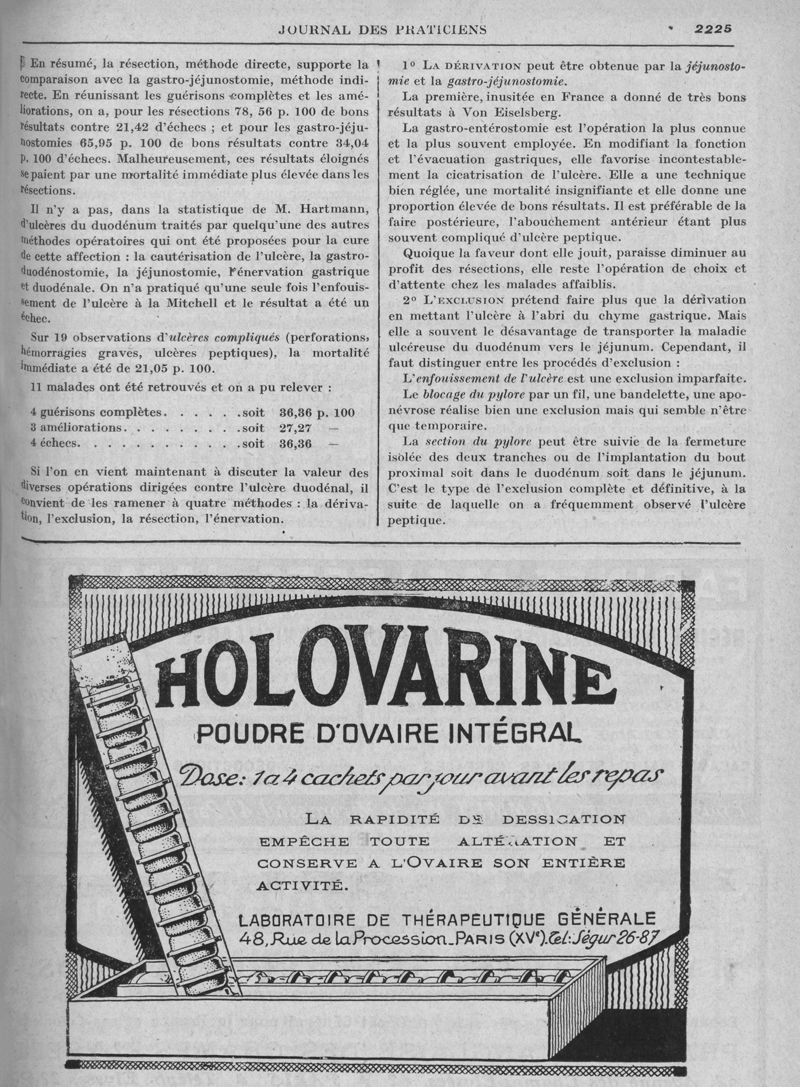 JOURNAL DES PRATICIENS
2225
En résumé, la résection, méthode directe, supporte la
comparaison avec la gastro-jéjunostomie, méthode indi-
recte. En réunissant les guérisons complètes et les amé-
liorations, on a, pour les résections 78, 56 p. 100 de bons
résultats contre 21,42 d'échecs ; et pour les gastro-jéju-
nostomies 65,95 p. 100 de bons résultats contre 34,04
p. 100 d'échecs. Malheureusement, ces résultats éloignés
se paient par une mortalité immédiate plus élevée dans les
résections.
Il n'y a pas, dans la statistique de M. Hartmann,
d'ulcères du duodénum traités par quelqu'une des autres
méthodes opératoires qui ont été proposées pour la cure
de cette affection : la cautérisation de l'ulcère, la gastro-
duodénostomie, la jéjunostomie, l'énervation gastrique
et duodénale. On n'a pratiqué qu'une seule fois l'enfouis-
sement de l'ulcère à la Mitchell et le résultat a été un
échec.
Sur 19 observations d'ulcères compliqués (perforations,
hémorragies graves, ulcères peptiques), la mortalité
immédiate a été de 21,05 p. 100.
11 malades ont été retrouvés et on a pu relever :
4 guérisons complètes. . . . . .soit 36,36 p. 100
3 améliorations. . . . . . . . .soit 27,27 —
4 échecs. . . . . . . . . . . .soit 36,36 —
Si l'on en vient maintenant à discuter la valeur des
diverses opérations dirigées contre l'ulcère duodénal, il
convient de les ramener à quatre méthodes : la dériva-
tion, l'exclusion, la résection, l'énervation.
1º LA DÉRIVATION peut être obtenue par la jéjunosto-
mie et la gastro-jéjunostomie.
La première, inusitée en France a donné de très bons
résultats à Von Eiselsberg.
La gastro-entérostomie est l'opération la plus connue
et la plus souvent employée. En modifiant la fonction
et l'évacuation gastriques, elle favorise incontestable-
ment la cicatrisation de l'ulcère. Elle a une technique
bien réglée, une mortalité insignifiante et elle donne une
proportion élevée de bons résultats. Il est préférable de la
faire postérieure, l'abouchement antérieur étant plus
souvent compliqué d'ulcère peptique.
Quoique la faveur dont elle jouit, paraisse diminuer au
profit des résections, elle reste l'opération de choix et
d'attente chez les malades affaiblis.
2º L'EXCLUSION prétend faire plus que la dérivation
en mettant l'ulcère à l'abri du chyme gastrique. Mais
elle a souvent le désavantage de transporter la maladie
ulcéreuse du duodénum vers le jéjunum. Cependant, il
faut distinguer entre les procédés d'exclusion :
L'enfouissement de l'ulcère est une exclusion imparfaite.
Le blocage du pylore par un fil, une bandelette, une apo-
névrose réalise bien une exclusion mais qui semble n'être
que temporaire.
La section du pylore peut être suivie de la fermeture
isolée des deux tranches ou de l'implantation du bout
proximal soit dans le duodénum soit dans le jéjunum.
C'est le type de l'exclusion complète et définitive, à la
suite de laquelle on a fréquemment observé l'ulcère
peptique.
HOLOVARINE
POUDRE D'OVAIRE INTÉGRAL
Dose: 1 a 4 cachets par jour avant les repas
LA RAPIDITÉ DE DESSICATION
EMPÊCHE TOUTE ALTÉRATION ET
CONSERVE A L'OVAIRE SON ENTIÈRE
ACTIVITÉ.
LABORATOIRE DE THÉRAPEUTIQUE GÉNÉRALE
48, Rue de la Procession_PARIS (XVe). Tel: Ségur 26-87